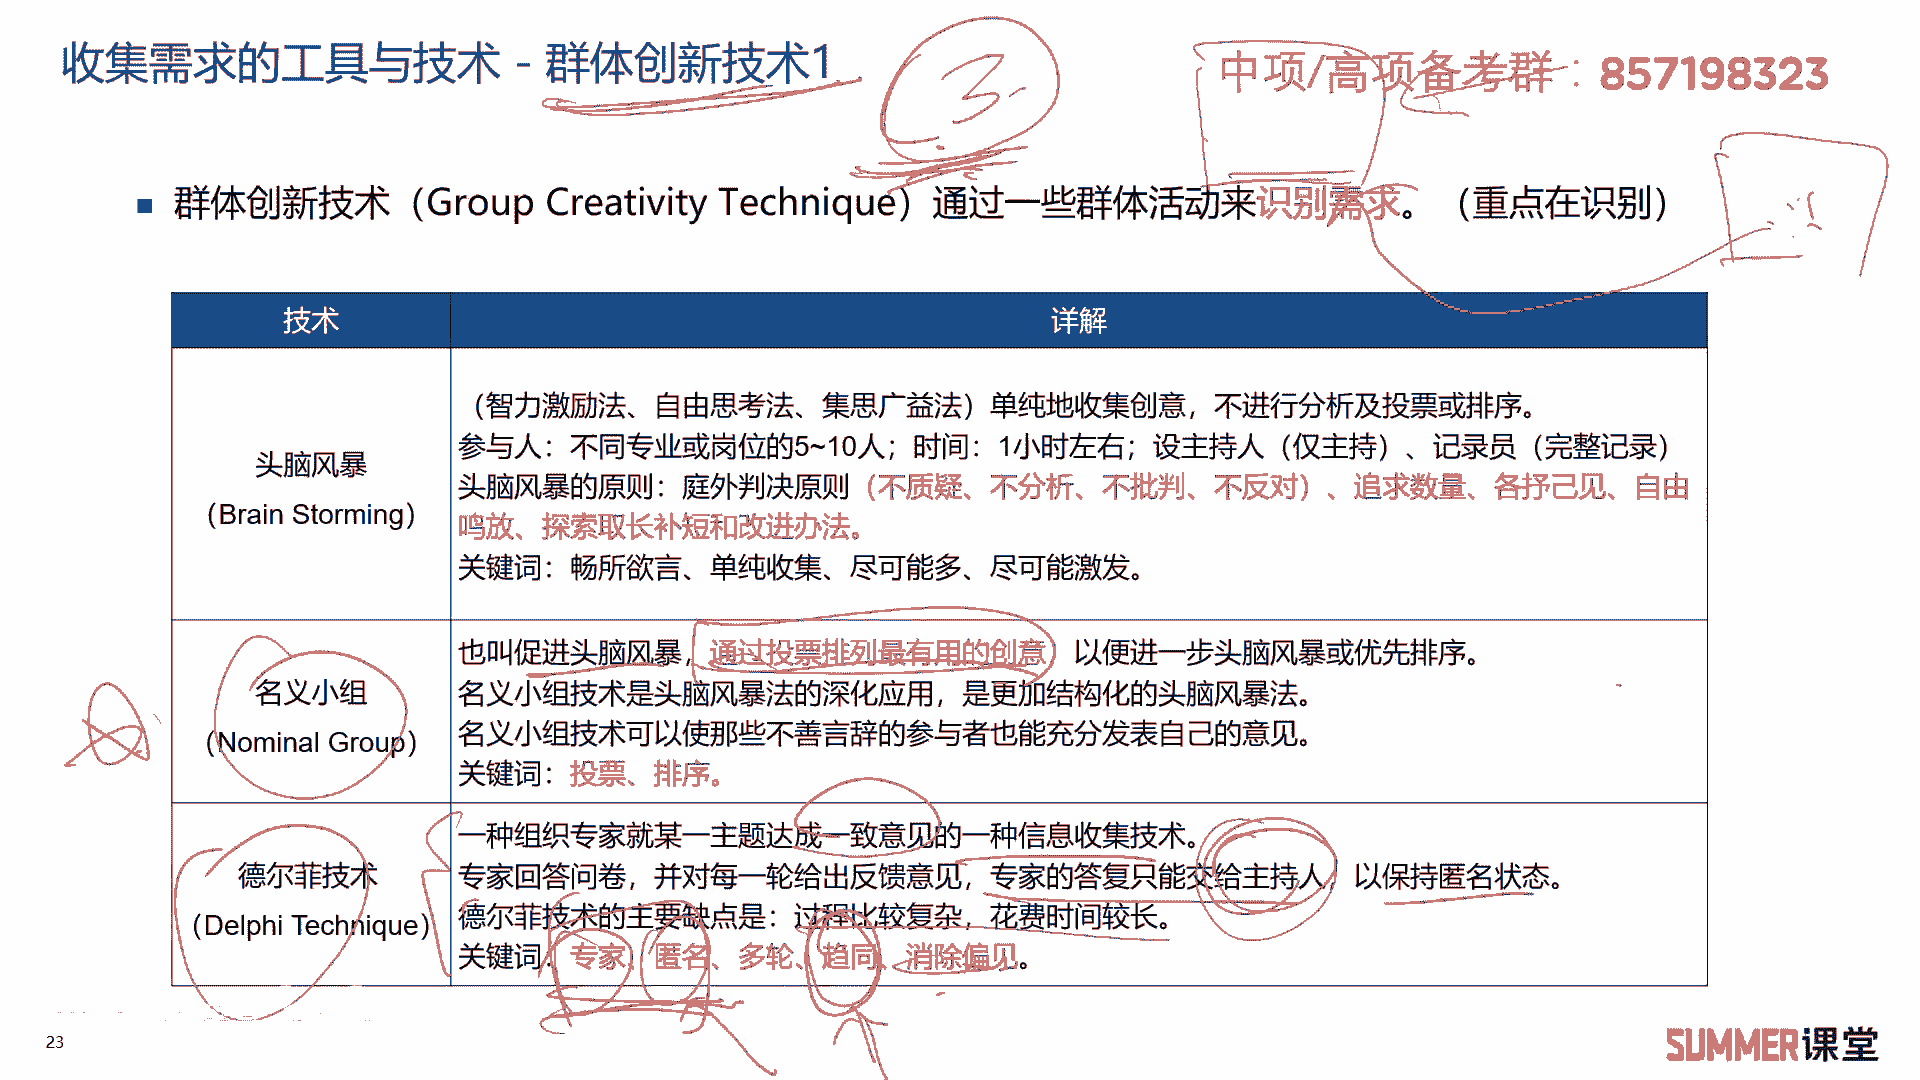 收集需求的工具与技术 - 群体创新技术1
3
中项/高项备考群：857198323
■ 群体创新技术（Group Creativity Technique）通过一些群体活动来识别需求。（重点在识别）
技术
详解
头脑风暴
（Brain Storming）
（智力激励法、自由思考法、集思广益法）单纯地收集创意，不进行分析及投票或排序。
参与人：不同专业或岗位的5~10人；时间：1小时左右；设主持人（仅主持）、记录员（完整记录）
头脑风暴的原则：庭外判决原则（不质疑、不分析、不批判、不反对）、追求数量、各抒己见、自由
鸣放、探索取长补短和改进办法。
关键词：畅所欲言、单纯收集、尽可能多、尽可能激发。
名义小组
（Nominal Group）
也叫促进头脑风暴，通过投票排列最有用的创意，以便进一步头脑风暴或优先排序。
名义小组技术是头脑风暴法的深化应用，是更加结构化的头脑风暴法。
名义小组技术可以使那些不善言辞的参与者也能充分发表自己的意见。
关键词：投票、排序。
德尔菲技术
（Delphi Technique）
一种组织专家就某一主题达成一致意见的一种信息收集技术。
专家回答问卷，并对每一轮给出反馈意见，专家的答复只能交给主持人，以保持匿名状态。
德尔菲技术的主要缺点是：过程比较复杂，花费时间较长。
关键词：专家、匿名、多轮、趋同、消除偏见。
23
SUMMER课堂